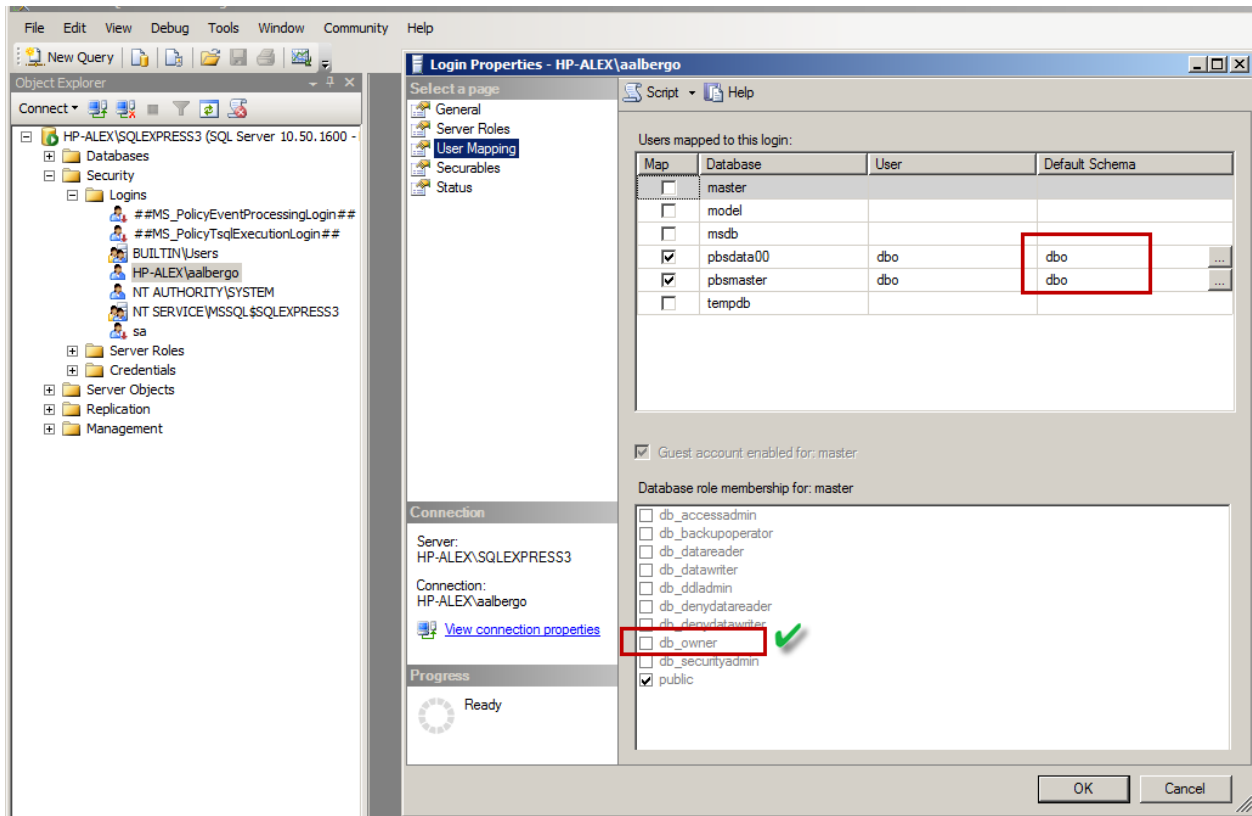 File Edit View Debug Tools Window Community Help
New Query
Object Explorer
Connect
HP-ALEX\SQLEXPRESS3 (SQL Server 10.50.1600 -
Databases
Security
Logins
##MS_PolicyEventProcessingLogin##
##MS_PolicyTsqlExecutionLogin##
BUILTIN\Users
HP-ALEX\aalbergo
NT AUTHORITY\SYSTEM
NT SERVICE\MSSQL$SQLEXPRESS3
sa
Server Roles
Credentials
Server Objects
Replication
Management
Login Properties - HP-ALEX\aalbergo
Select a page
General
Server Roles
User Mapping
Securables
Status
Connection
Server:
HP-ALEX\SQLEXPRESS3
Connection:
HP-ALEX\aalbergo
View connection properties
Progress
Ready
Script Help
Users mapped to this login:
Map Database User Default Schema
master
model
msdb
pbsdata00 dbo dbo ...
pbsmaster dbo dbo ...
tempdb
Guest account enabled for: master
Database role membership for: master
db_accessadmin
db_backupoperator
db_datareader
db_datawriter
db_ddladmin
db_denydatareader
db_denydatawriter
db_owner
db_securityadmin
public
OK Cancel